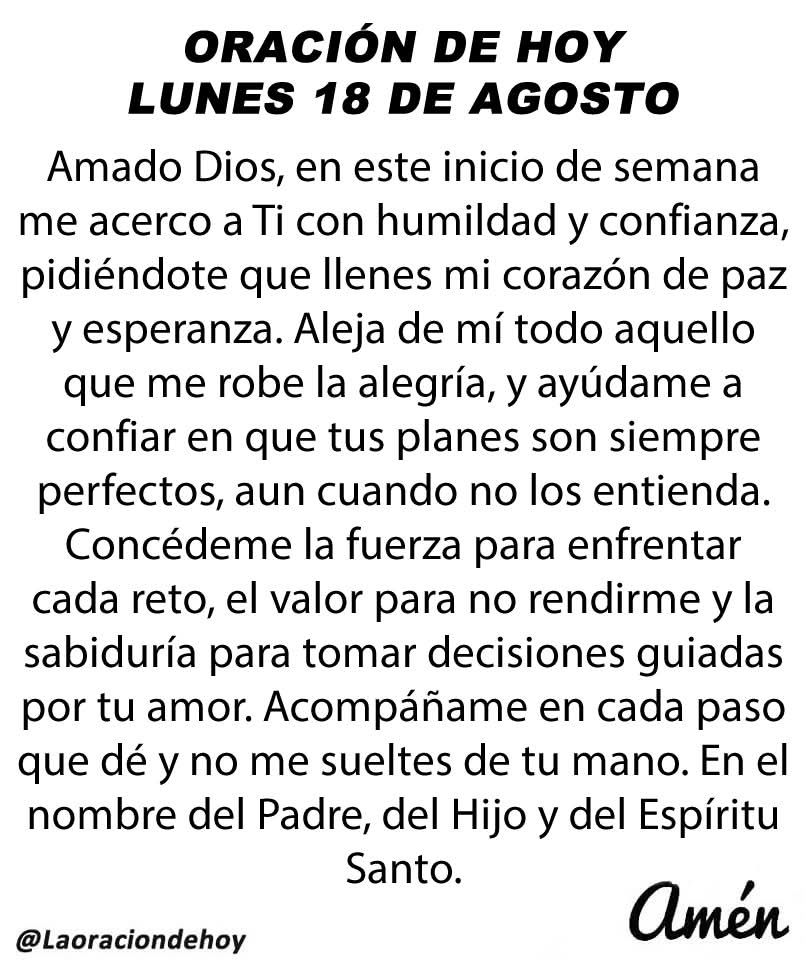 ORACIÓN DE HOY
LUNES 18 DE AGOSTO
Amado Dios, en este inicio de semana
me acerco a Ti con humildad y confianza,
pidiéndote que llenes mi corazón de paz
y esperanza. Aleja de mí todo aquello
que me robe la alegría, y ayúdame a
confiar en que tus planes son siempre
perfectos, aun cuando no los entienda.
Concédeme la fuerza para enfrentar
cada reto, el valor para no rendirme y la
sabiduría para tomar decisiones guiadas
por tu amor. Acompáñame en cada paso
que dé y no me sueltes de tu mano. En el
nombre del Padre, del Hijo y del Espíritu
Santo.
Amén
@Laoraciondehoy